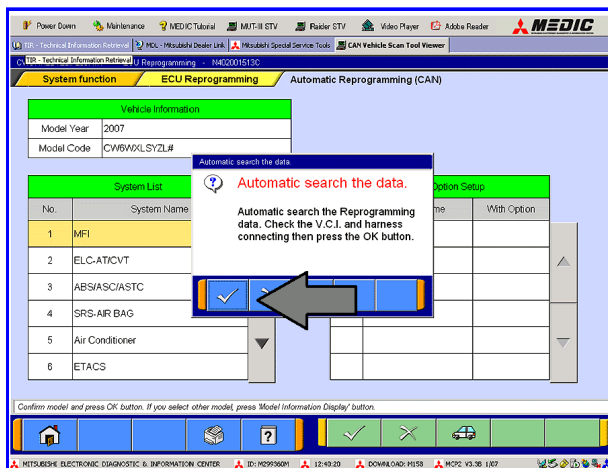 Power Down Maintenance MEDIC Tutorial MUT-III STV Raider STV Video Player Adobe Reader MEDIC
TIR - Technical Information Retrieval MDL - Mitsubishi Dealer Link Mitsubishi Special Service Tools CAN Vehicle Scan Tool Viewer
TIR - Technical Information Retrieval U Reprogramming - N402001513C
System function ECU Reprogramming Automatic Reprogramming (CAN)
Vehicle Information
Model Year 2007
Model Code CW6WXLSYZL#
Automatic search the data.
Automatic search the data.
Automatic search the Reprogramming
data. Check the V.C.I. and harness
connecting then press the OK button.
System List Option Setup
No. System Name me With Option
1 MFI
2 ELC-AT/CVT
3 ABS/ASC/ASTC
4 SRS-AIR BAG
5 Air Conditioner
6 ETACS
Confirm model and press OK button. If you select other model, press 'Model Information Display' button.
MITSUBISHI ELECTRONIC DIAGNOSTIC & INFORMATION CENTER ID: M299360M 12:40:20 DOWNLOAD: M158 MCP2 V3.38 1/07